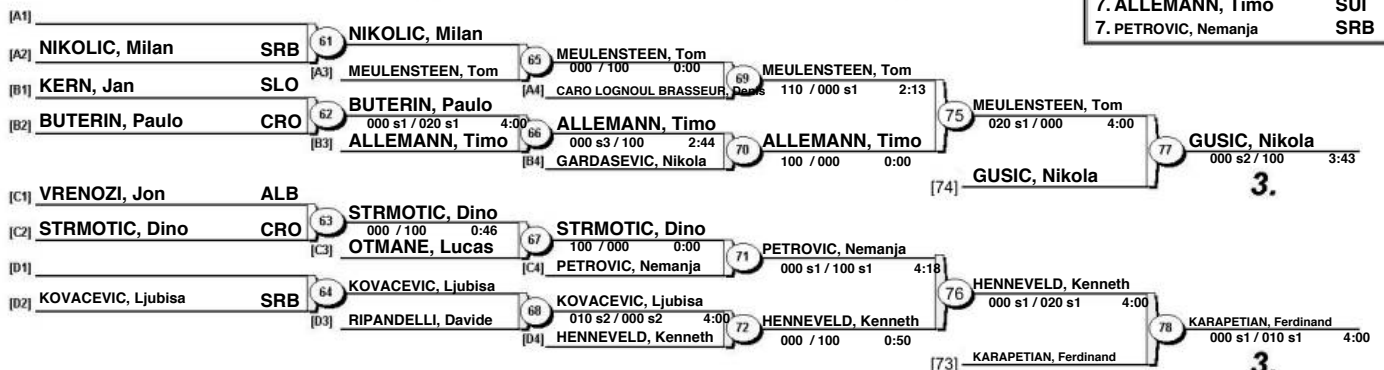 7. ALLEMANN, Timo SUI
7. PETROVIC, Nemanja SRB
[A1]
[A2] NIKOLIC, Milan SRB
61 NIKOLIC, Milan
[A3] MEULENSTEEN, Tom
65 MEULENSTEEN, Tom
000 / 100 0:00
[A4] CARO LOGNOUL BRASSEUR, Denis
69 MEULENSTEEN, Tom
110 / 000 s1 2:13
[B1] KERN, Jan SLO
[B2] BUTERIN, Paulo CRO
62 BUTERIN, Paulo
000 s1 / 020 s1 4:00
[B3] ALLEMANN, Timo
66 ALLEMANN, Timo
000 s3 / 100 2:44
[B4] GARDASEVIC, Nikola
70 ALLEMANN, Timo
100 / 000 0:00
75 MEULENSTEEN, Tom
020 s1 / 000 4:00
[74] GUSIC, Nikola
77 GUSIC, Nikola
000 s2 / 100 3:43
3.
[C1] VRENOZI, Jon ALB
[C2] STRMOTIC, Dino CRO
63 STRMOTIC, Dino
000 / 100 0:46
[C3] OTMANE, Lucas
67 STRMOTIC, Dino
100 / 000 0:00
[C4] PETROVIC, Nemanja
71 PETROVIC, Nemanja
000 s1 / 100 s1 4:18
[D1]
[D2] KOVACEVIC, Ljubisa SRB
64 KOVACEVIC, Ljubisa
[D3] RIPANDELLI, Davide
68 KOVACEVIC, Ljubisa
010 s2 / 000 s2 4:00
[D4] HENNEVELD, Kenneth
72 HENNEVELD, Kenneth
000 / 100 0:50
76 HENNEVELD, Kenneth
000 s1 / 020 s1 4:00
[73] KARAPETIAN, Ferdinand
78 KARAPETIAN, Ferdinand
000 s1 / 010 s1 4:00
3.